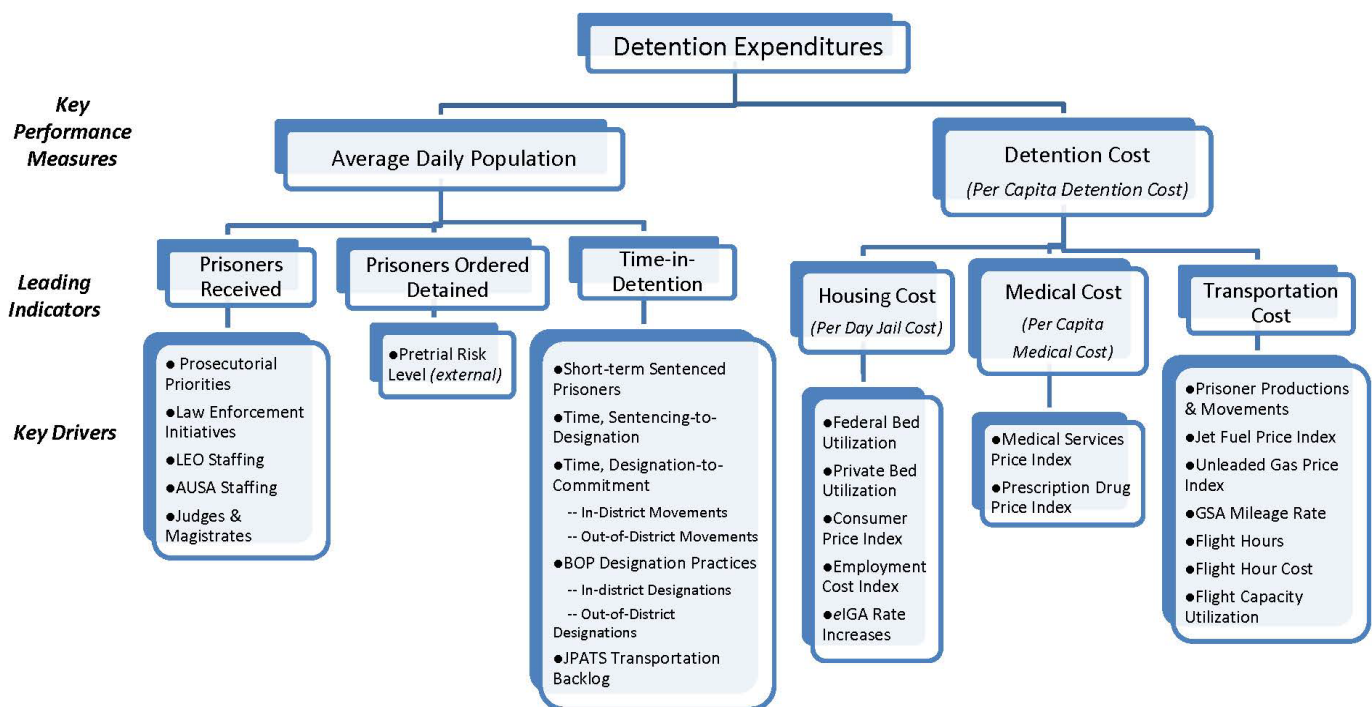 Detention Expenditures
Key
Performance
Measures
Average Daily Population
Detention Cost
(Per Capita Detention Cost)
Leading
Indicators
Prisoners
Received
Prisoners Ordered
Detained
Time-in-
Detention
Housing Cost
(Per Day Jail Cost)
Medical Cost
(Per Capita
Medical Cost)
Transportation
Cost
Key Drivers
●Prosecutorial
Priorities
●Law Enforcement
Initiatives
●LEO Staffing
●AUSA Staffing
●Judges &
Magistrates
●Pretrial Risk
Level (external)
●Short-term Sentenced
Prisoners
●Time, Sentencing-to-
Designation
●Time, Designation-to-
Commitment
-- In-District Movements
-- Out-of-District Movements
●BOP Designation Practices
-- In-district Designations
-- Out-of-District
Designations
●JPATS Transportation
Backlog
●Federal Bed
Utilization
●Private Bed
Utilization
●Consumer
Price Index
●Employment
Cost Index
●eIGA Rate
Increases
●Medical Services
Price Index
●Prescription Drug
Price Index
●Prisoner Productions
& Movements
●Jet Fuel Price Index
●Unleaded Gas Price
Index
●GSA Mileage Rate
●Flight Hours
●Flight Hour Cost
●Flight Capacity
Utilization